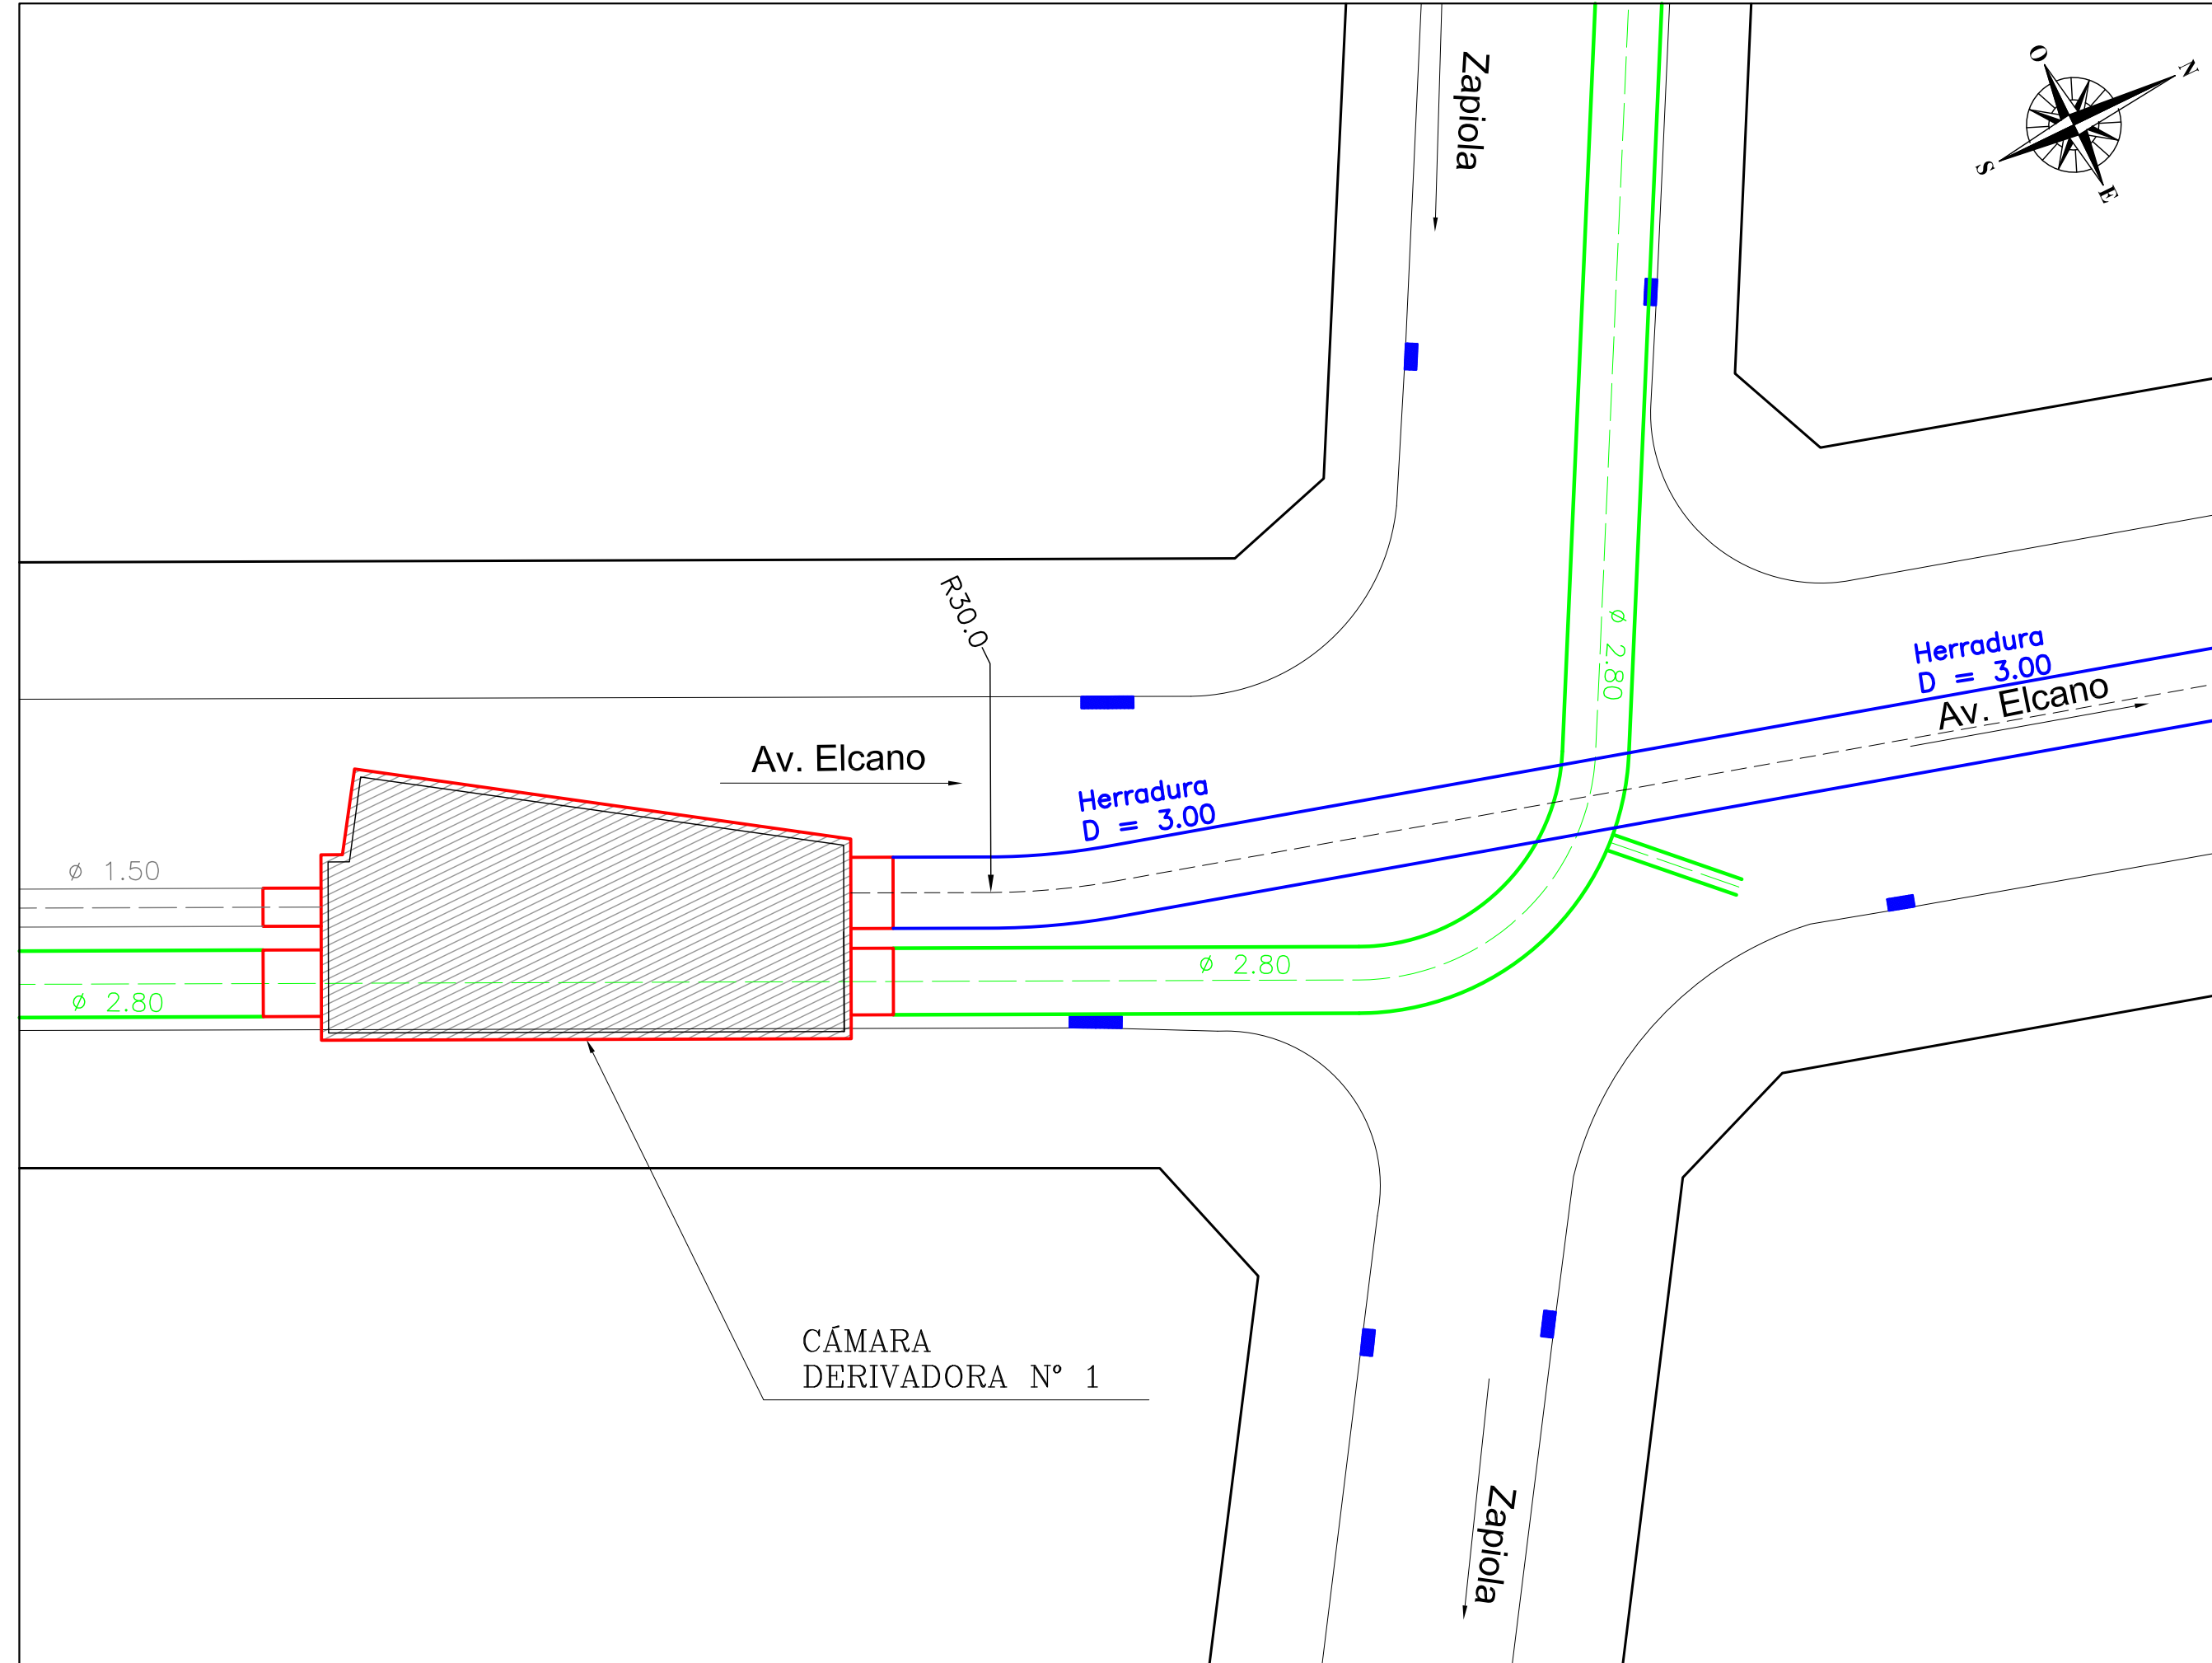 Zapiola
O
N
S
E
R30.0
ø 2.80
Herradura
D = 3.00
Av. Elcano
Av. Elcano
Herradura
D = 3.00
ø 1.50
ø 2.80
ø 2.80
CÁMARA
DERIVADORA N° 1
Zapiola